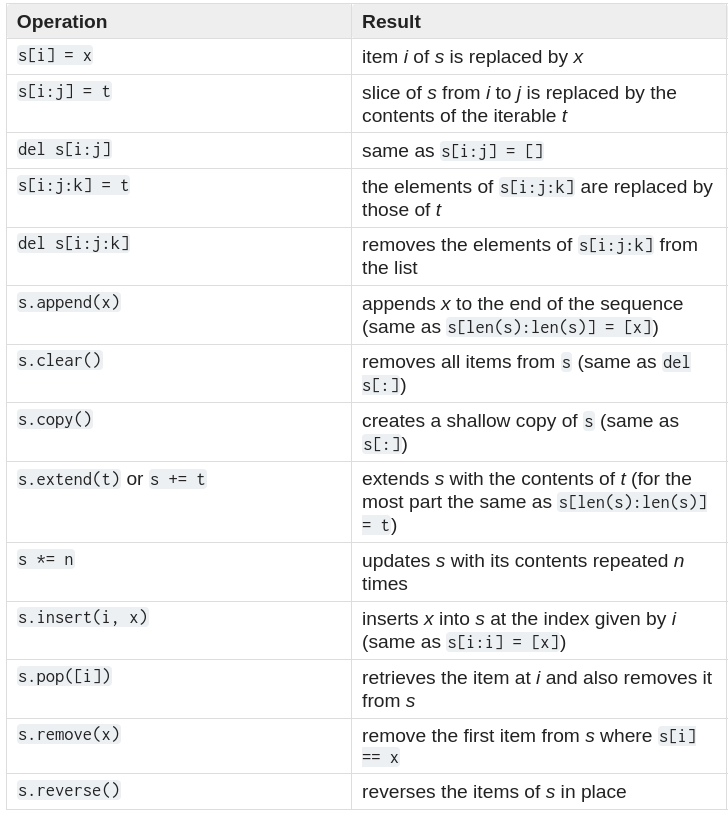 Operation Result
s[i] = x item i of s is replaced by x
s[i:j] = t slice of s from i to j is replaced by the
contents of the iterable t
del s[i:j] same as s[i:j] = []
s[i:j:k] = t the elements of s[i:j:k] are replaced by
those of t
del s[i:j:k] removes the elements of s[i:j:k] from
the list
s.append(x) appends x to the end of the sequence
(same as s[len(s):len(s)] = [x])
s.clear() removes all items from s (same as del
s[:])
s.copy() creates a shallow copy of s (same as
s[:])
s.extend(t) or s += t extends s with the contents of t (for the
most part the same as s[len(s):len(s)]
= t)
s *= n updates s with its contents repeated n
times
s.insert(i, x) inserts x into s at the index given by i
(same as s[i:i] = [x])
s.pop([i]) retrieves the item at i and also removes it
from s
s.remove(x) remove the first item from s where s[i]
== x
s.reverse() reverses the items of s in place